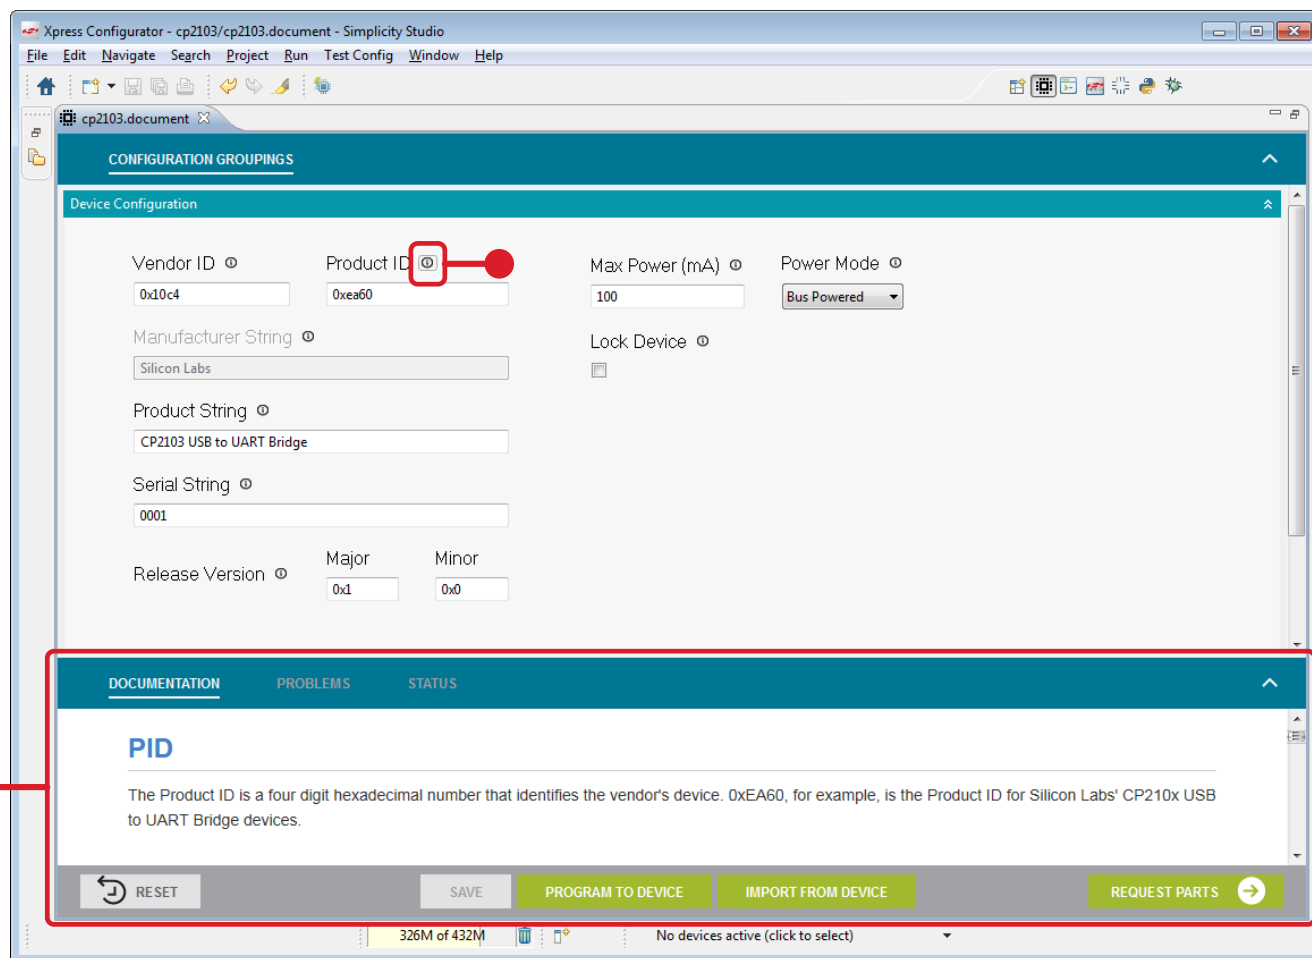 Xpress Configurator - cp2103/cp2103.document - Simplicity Studio
File Edit Navigate Search Project Run Test Config Window Help
cp2103.document
CONFIGURATION GROUPINGS
Device Configuration
Vendor ID Product ID Max Power (mA) Power Mode
0x10c4 0xea60 100 Bus Powered
Manufacturer String Lock Device
Silicon Labs
Product String
CP2103 USB to UART Bridge
Serial String
0001
Major Minor
Release Version
0x1 0x0
DOCUMENTATION PROBLEMS STATUS
PID
The Product ID is a four digit hexadecimal number that identifies the vendor's device. 0xEA60, for example, is the Product ID for Silicon Labs' CP210x USB
to UART Bridge devices.
RESET SAVE PROGRAM TO DEVICE IMPORT FROM DEVICE REQUEST PARTS
326M of 432M No devices active (click to select)